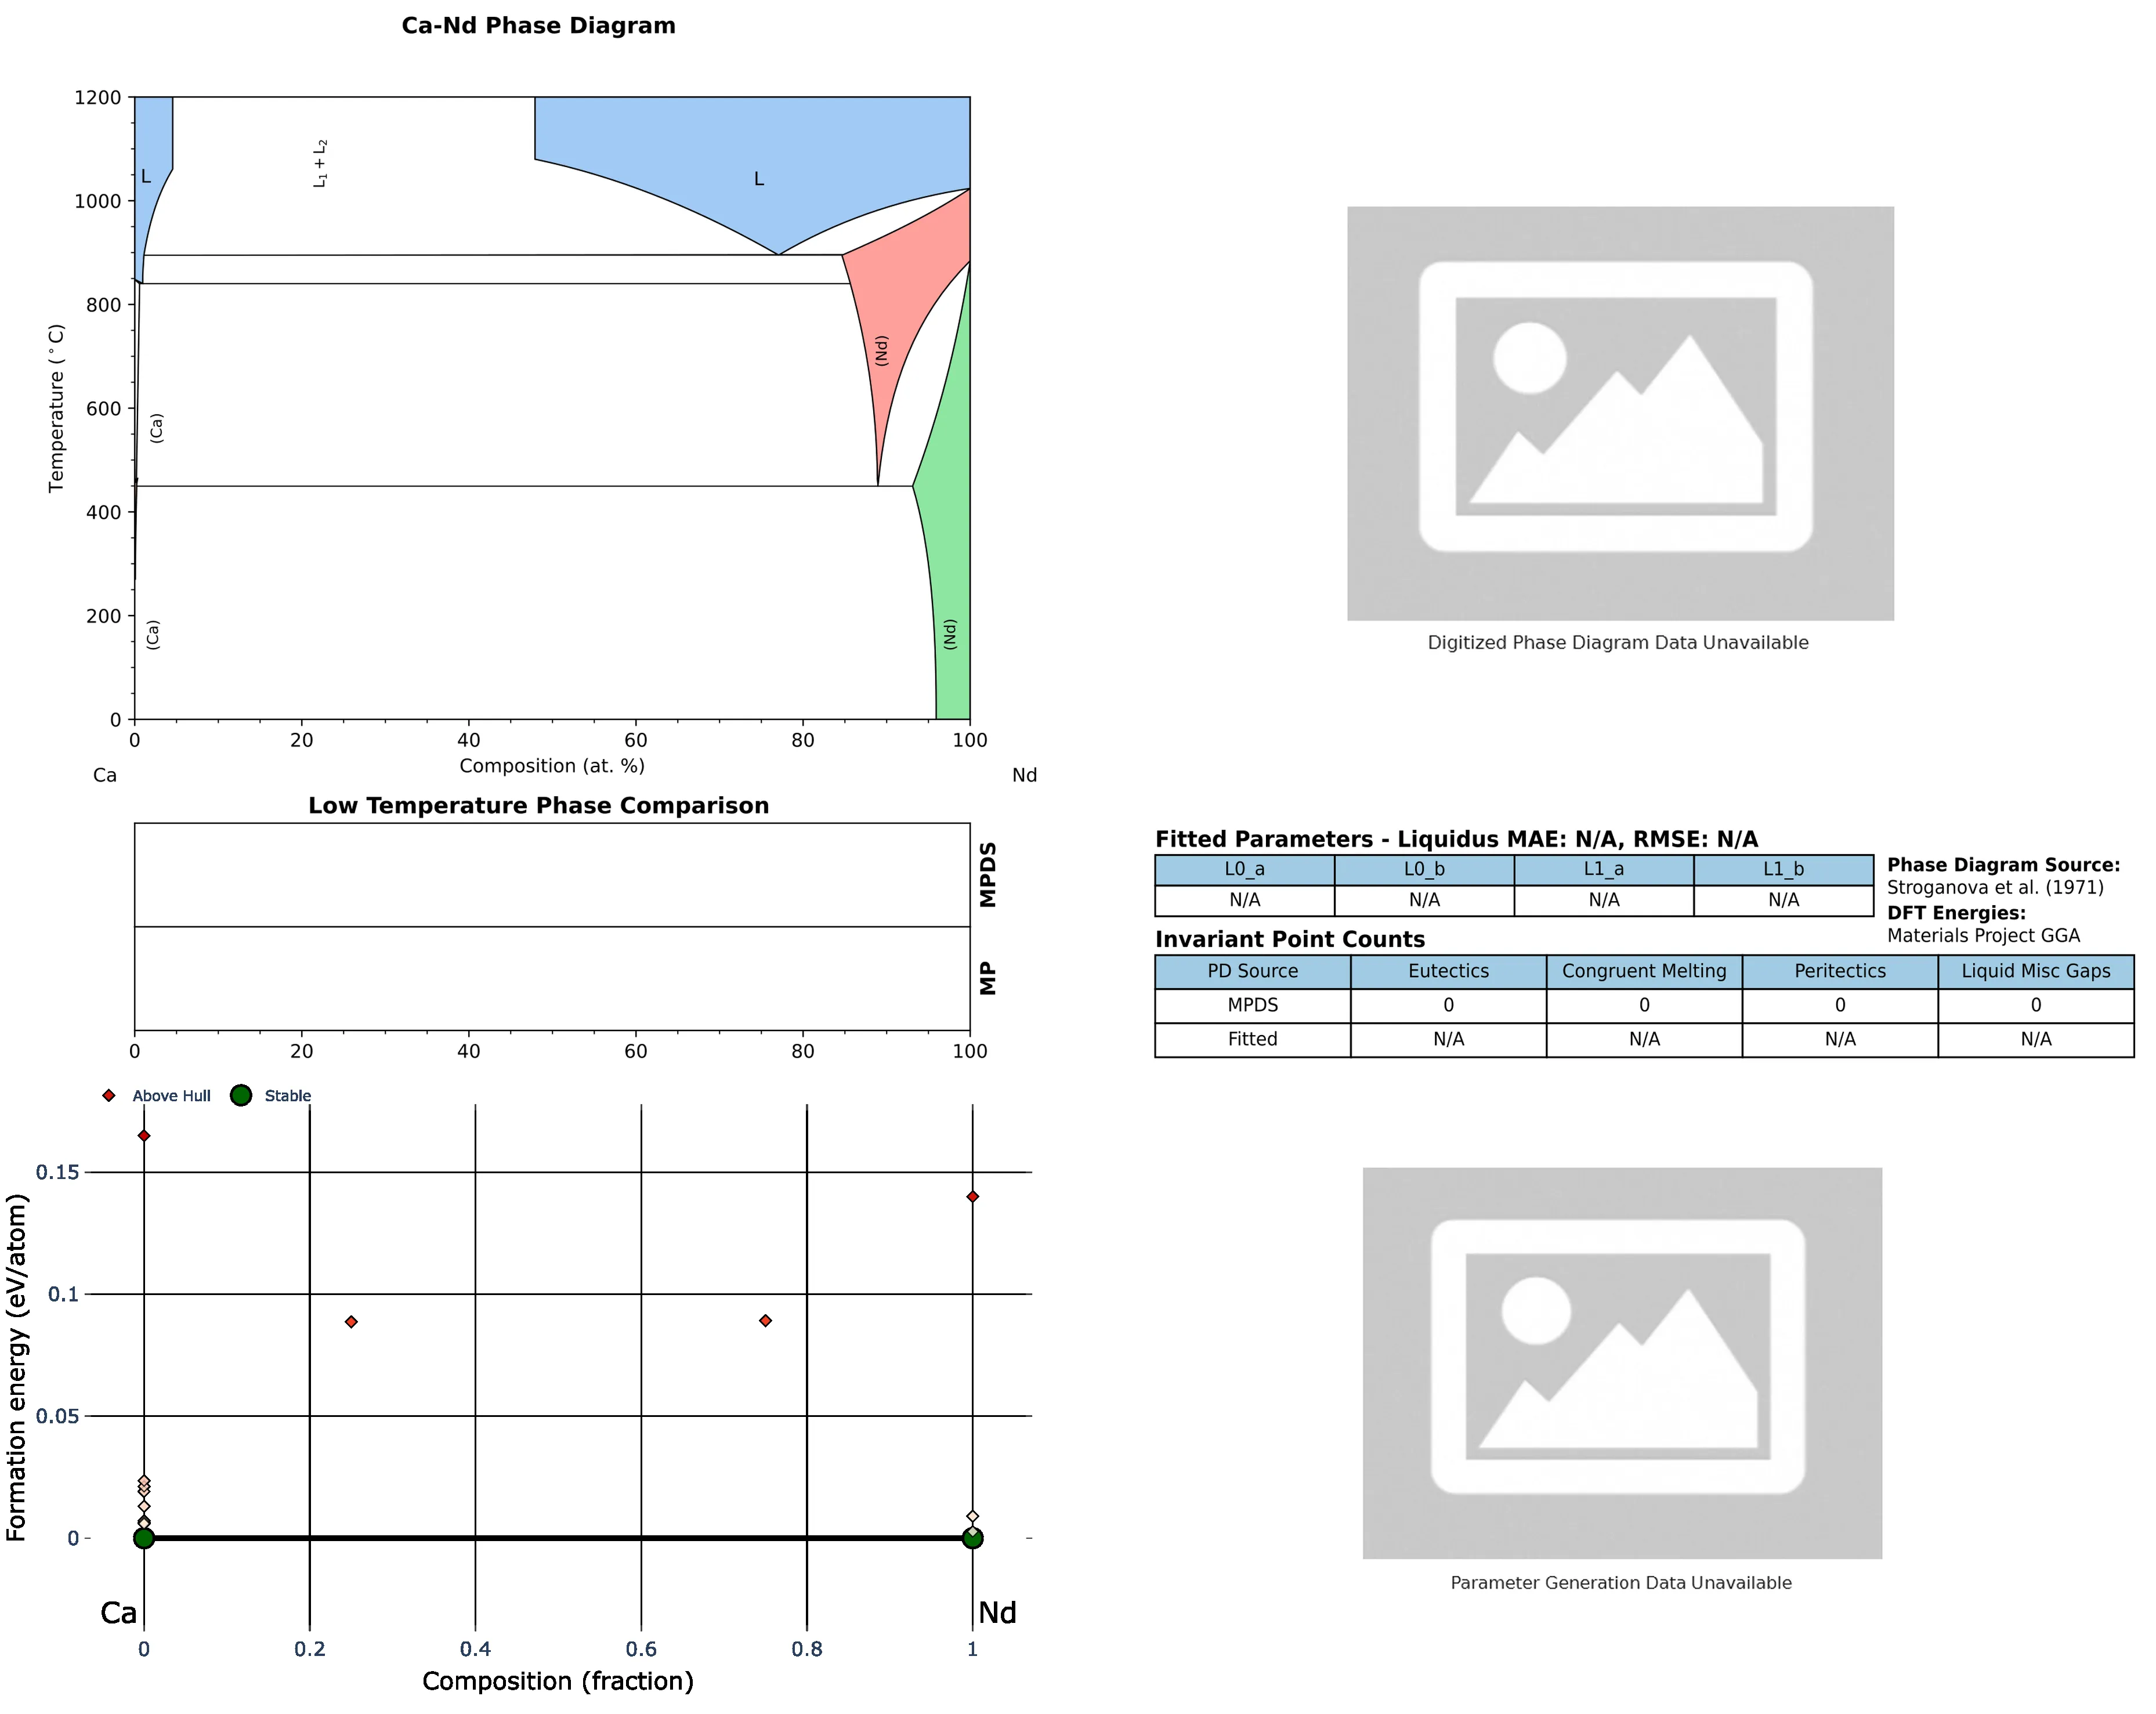 Ca-Nd Phase Diagram
1200
1000
800
600
400
200
0
Temperature (°C)
L
L₁ + L₂
L
(Nd)
(Ca)
(Ca)
(Nd)
0 20 40 60 80 100
Composition (at. %)
Ca Nd
Digitized Phase Diagram Data Unavailable
Low Temperature Phase Comparison
MPDS
MP
0 20 40 60 80 100
Fitted Parameters - Liquidus MAE: N/A, RMSE: N/A
L0_a L0_b L1_a L1_b
N/A N/A N/A N/A
Phase Diagram Source:
Stroganova et al. (1971)
DFT Energies:
Materials Project GGA
Invariant Point Counts
PD Source Eutectics Congruent Melting Peritectics Liquid Misc Gaps
MPDS 0 0 0 0
Fitted N/A N/A N/A N/A
Above Hull Stable
0.15
0.1
0.05
0
Formation energy (eV/atom)
Ca Nd
0 0.2 0.4 0.6 0.8 1
Composition (fraction)
Parameter Generation Data Unavailable